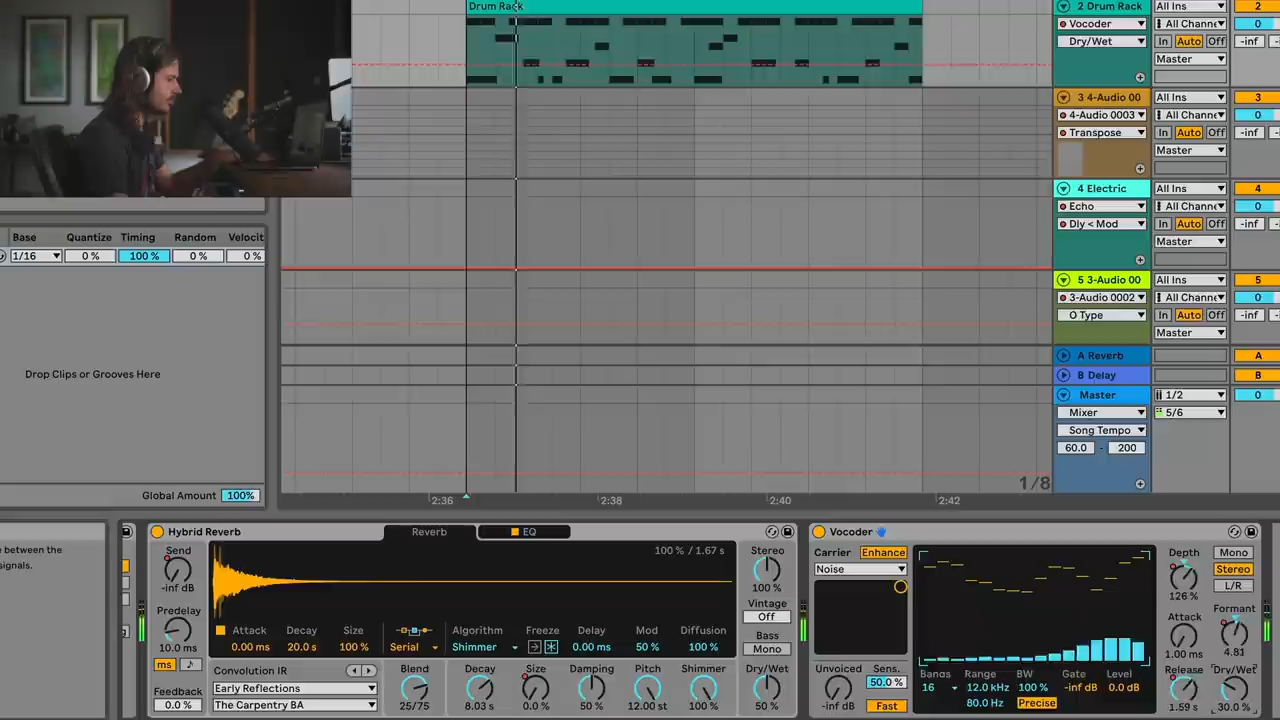 Drum Rack
2 Drum Rack
All Ins
2
Vocoder
All Channe
0
Dry/Wet
In Auto Off
-inf
Master
3 4-Audio 00
All Ins
3
4-Audio 0003
All Channe
0
Transpose
In Auto Off
-inf
Master
4 Electric
All Ins
4
Echo
All Channe
0
Dly < Mod
In Auto Off
-inf
Master
5 3-Audio 00
All Ins
5
3-Audio 0002
All Channe
0
O Type
In Auto Off
-inf
Master
A Reverb
A
B Delay
B
Master
1/2
0
Mixer
5/6
Song Tempo
60.0 - 200
1/8
2:36
2:38
2:40
2:42
Base Quantize Timing Random Velocit
1/16 0 % 100 % 0 % 0 %
Drop Clips or Grooves Here
Global Amount 100%
e between the
signals.
Hybrid Reverb
Reverb
EQ
Send
-inf dB
Predelay
10.0 ms
ms
Feedback
0.0 %
100 % / 1.67 s
Attack Decay Size
0.00 ms 20.0 s 100 %
Serial
Algorithm
Shimmer
Freeze
Delay Mod Diffusion
0.00 ms 50 % 100 %
Convolution IR
Early Reflections
The Carpentry BA
Blend Decay Size Damping Pitch Shimmer
25/75 8.03 s 0.0 % 50 % 12.00 st 100 %
Stereo
100 %
Vintage
Off
Bass
Mono
Dry/Wet
50 %
Vocoder
Carrier Enhance
Noise
Unvoiced
-inf dB
Sens.
50.0 %
Fast
Bands Range BW Gate Level
16 12.0 kHz 100 % -inf dB 0.0 dB
80.0 Hz Precise
Depth
126 %
Attack
1.00 ms
Release
Mono
Stereo
L/R
Formant
4.81
Dry/Wet
30.0 %